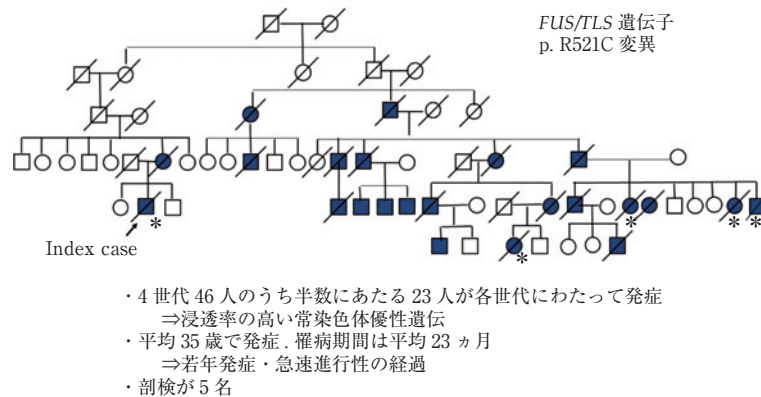 FUS/TLS 遺伝子
p. R521C 変異
*
*
*
*
*
Index case
・4 世代 46 人のうち半数にあたる 23 人が各世代にわたって発症
⇒浸透率の高い常染色体優性遺伝
・平均 35 歳で発症 . 罹病期間は平均 23 ヵ月
⇒若年発症・急速進行性の経過
・剖検が 5 名